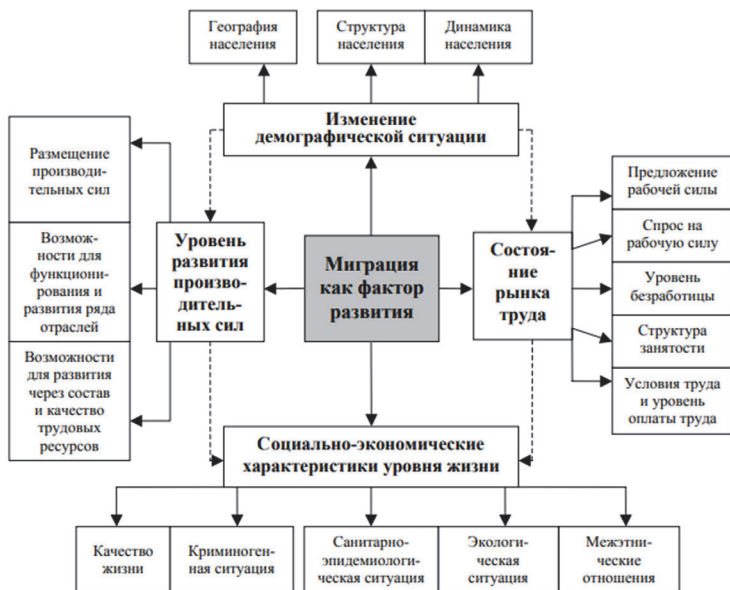 География
населения
Структура
населения
Динамика
населения
Изменение
демографической ситуации
Размещение
производи-
тельных сил
Возмож-
ности для
функциони-
рования и
развития ряда
отраслей
Возможности
для развития
через состав и
качество
трудовых
ресурсов
Уровень
развития
произво-
дитель-
ных сил
Миграция
как фактор
развития
Состоя-
ние
рынка
труда
Предложение
рабочей силы
Спрос на
рабочую силу
Уровень
безработицы
Структура
занятости
Условия труда
и уровень
оплаты труда
Социально-экономические
характеристики уровня жизни
Качество
жизни
Криминоген-
ная ситуация
Санитарно-
эпидемиологи-
ческая ситуация
Экологи-
ческая
ситуация
Межэтни-
ческие
отношения